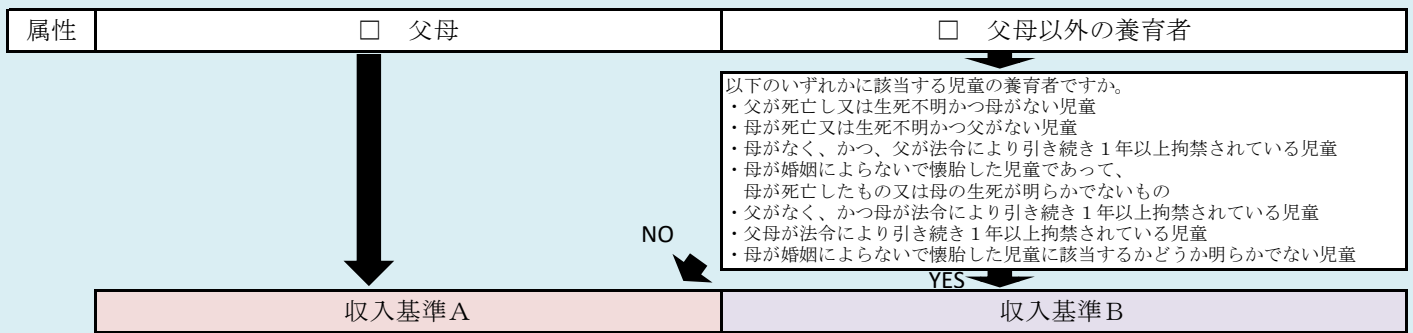 属性
□ 父母
□ 父母以外の養育者
以下のいずれかに該当する児童の養育者ですか。
・父が死亡し又は生死不明かつ母がない児童
・母が死亡又は生死不明かつ父がない児童
・母がなく、かつ、父が法令により引き続き１年以上拘禁されている児童
・母が婚姻によらないで懐胎した児童であって、
母が死亡したもの又は母の生死が明らかでないもの
・父がなく、かつ母が法令により引き続き１年以上拘禁されている児童
・父母が法令により引き続き１年以上拘禁されている児童
・母が婚姻によらないで懐胎した児童に該当するかどうか明らかでない児童
NO
YES
収入基準Ａ
収入基準Ｂ